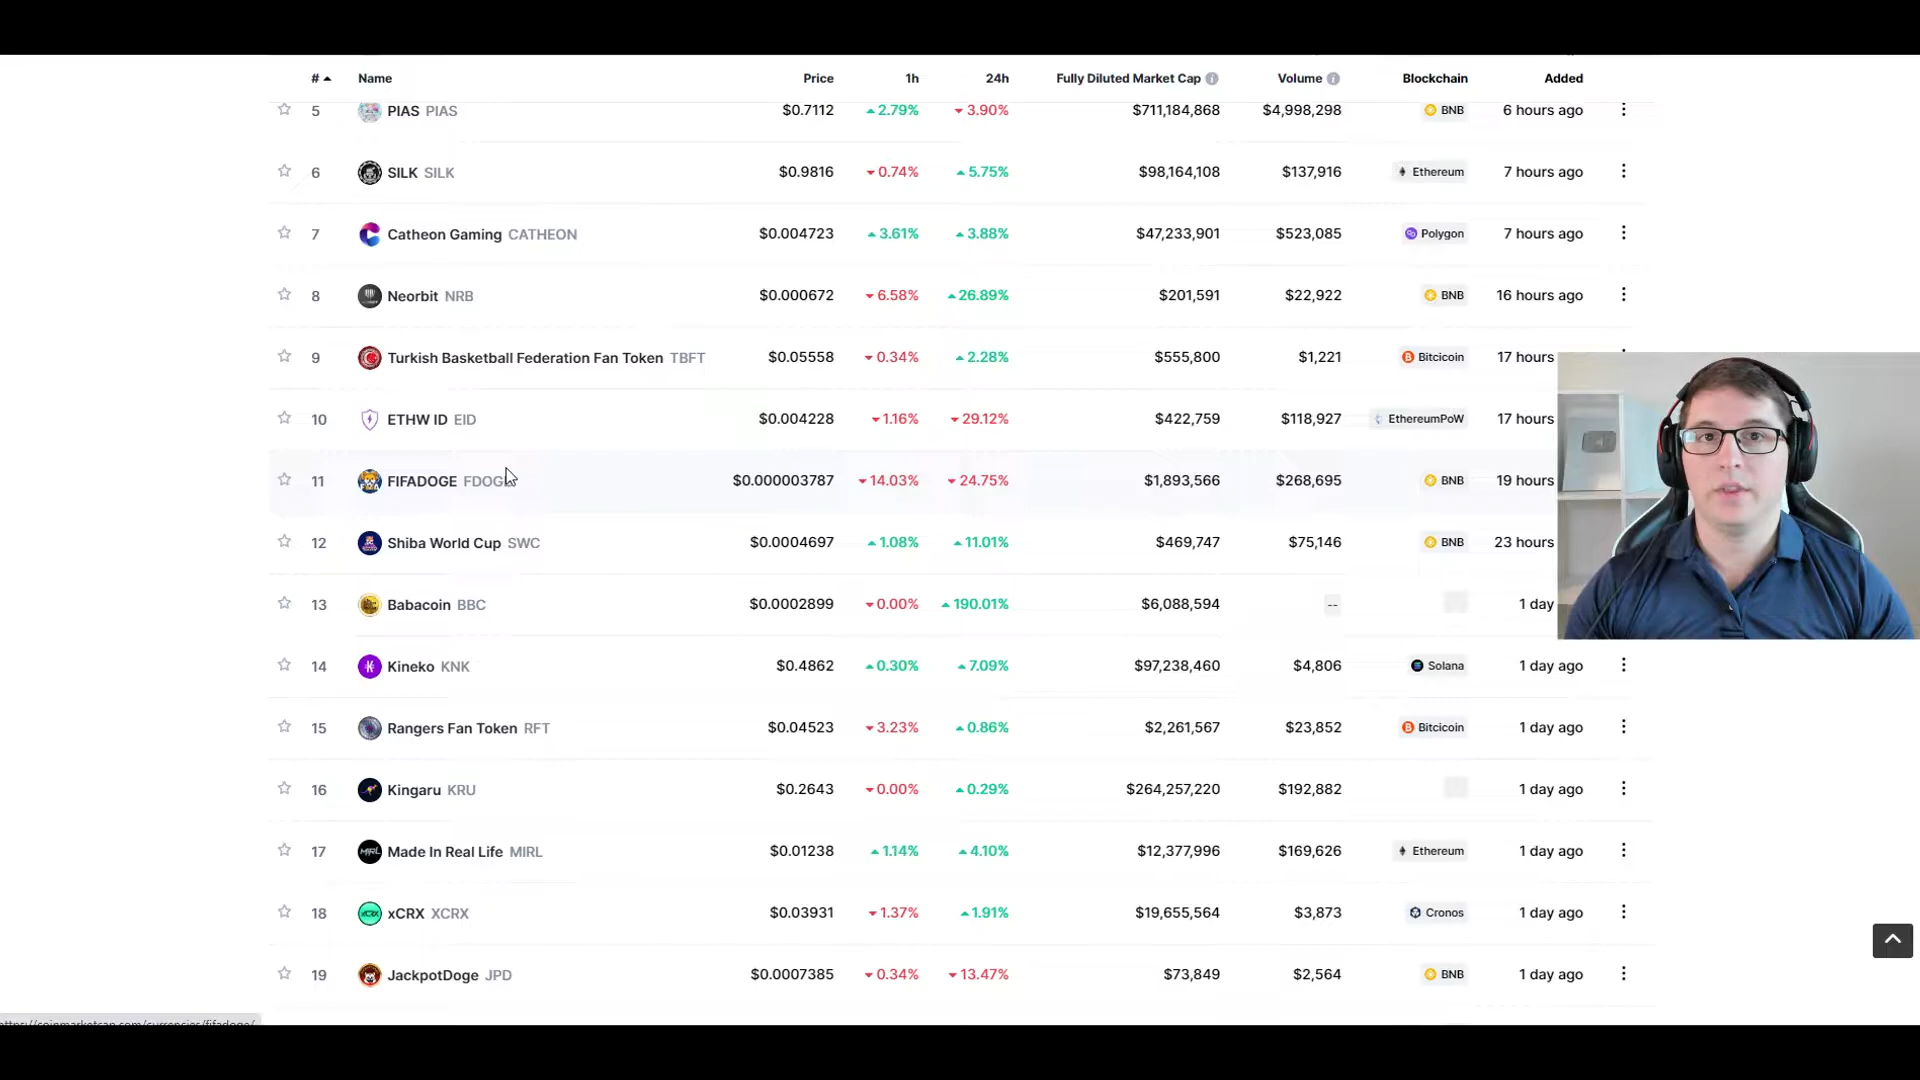 # Name Price 1h 24h Fully Diluted Market Cap Volume Blockchain Added
5 PIAS PIAS $0.7112 2.79% 3.90% $711,184,868 $4,998,298 BNB 6 hours ago
6 SILK SILK $0.9816 0.74% 5.75% $98,164,108 $137,916 Ethereum 7 hours ago
7 Catheon Gaming CATHEON $0.004723 3.61% 3.88% $47,233,901 $523,085 Polygon 7 hours ago
8 Neorbit NRB $0.000672 6.58% 26.89% $201,591 $22,922 BNB 16 hours ago
9 Turkish Basketball Federation Fan Token TBFT $0.05558 0.34% 2.28% $555,800 $1,221 Bitcicoin 17 hours
10 ETHW ID EID $0.004228 1.16% 29.12% $422,759 $118,927 EthereumPoW 17 hours
11 FIFADOGE FDOG $0.000003787 14.03% 24.75% $1,893,566 $268,695 BNB 19 hours
12 Shiba World Cup SWC $0.0004697 1.08% 11.01% $469,747 $75,146 BNB 23 hours
13 Babacoin BBC $0.0002899 0.00% 190.01% $6,088,594 -- 1 day
14 Kineko KNK $0.4862 0.30% 7.09% $97,238,460 $4,806 Solana 1 day ago
15 Rangers Fan Token RFT $0.04523 3.23% 0.86% $2,261,567 $23,852 Bitcicoin 1 day ago
16 Kingaru KRU $0.2643 0.00% 0.29% $264,257,220 $192,882 1 day ago
17 Made In Real Life MIRL $0.01238 1.14% 4.10% $12,377,996 $169,626 Ethereum 1 day ago
18 xCRX XCRX $0.03931 1.37% 1.91% $19,655,564 $3,873 Cronos 1 day ago
19 JackpotDoge JPD $0.0007385 0.34% 13.47% $73,849 $2,564 BNB 1 day ago
https://coinmarketcap.com/currencies/fifadoge/